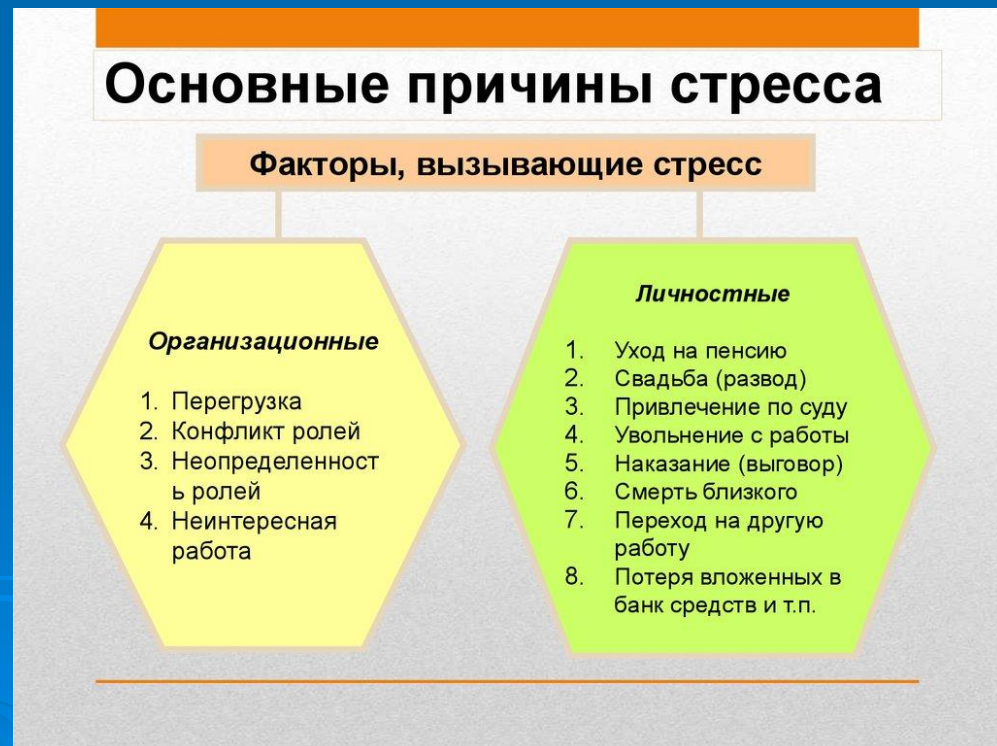 Основные причины стресса
Факторы, вызывающие стресс
Организационные
1. Перегрузка
2. Конфликт ролей
3. Неопределенност
ь ролей
4. Неинтересная
работа
Личностные
1. Уход на пенсию
2. Свадьба (развод)
3. Привлечение по суду
4. Увольнение с работы
5. Наказание (выговор)
6. Смерть близкого
7. Переход на другую
работу
8. Потеря вложенных в
банк средств и т.п.